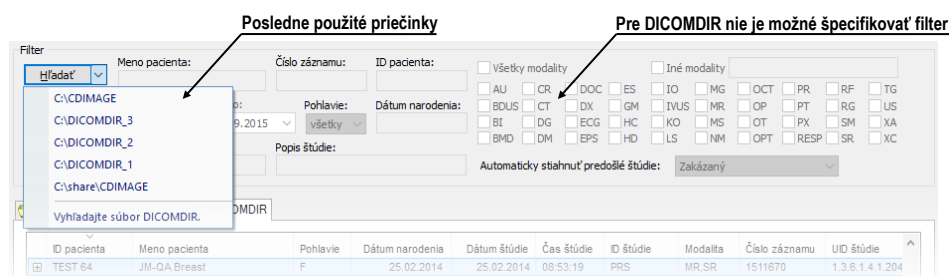 Posledne použité priečinky
Pre DICOMDIR nie je možné špecifikovať filter
Filter
Hľadať
Meno pacienta:
Číslo záznamu:
ID pacienta:
Všetky modality
Iné modality
C:\CDIMAGE
C:\DICOMDIR_3
C:\DICOMDIR_2
C:\DICOMDIR_1
C:\share\CDIMAGE
Vyhľadajte súbor DICOMDIR.
o:
Pohlavie:
Dátum narodenia:
9.2015
všetky
Popis štúdie:
AU CR DOC ES IO MG OCT PR RF TG
BDUS CT DX GM IVUS MR OP PT RG US
BI DG ECG HC KO MS OT PX SM XA
BMD DM EPS HD LS NM OPT RESP SR XC
Automaticky stiahnuť predošlé štúdie: Zakázaný
OMDIR
ID pacienta Meno pacienta Pohlavie Dátum narodenia Dátum štúdie Čas štúdie ID štúdie Modalita Číslo záznamu UID štúdie
TEST 64 JM-QA Breast F 25.02.2014 25.02.2014 08:53:19 PRS MR,SR 1511670 1.3.6.1.4.1.204